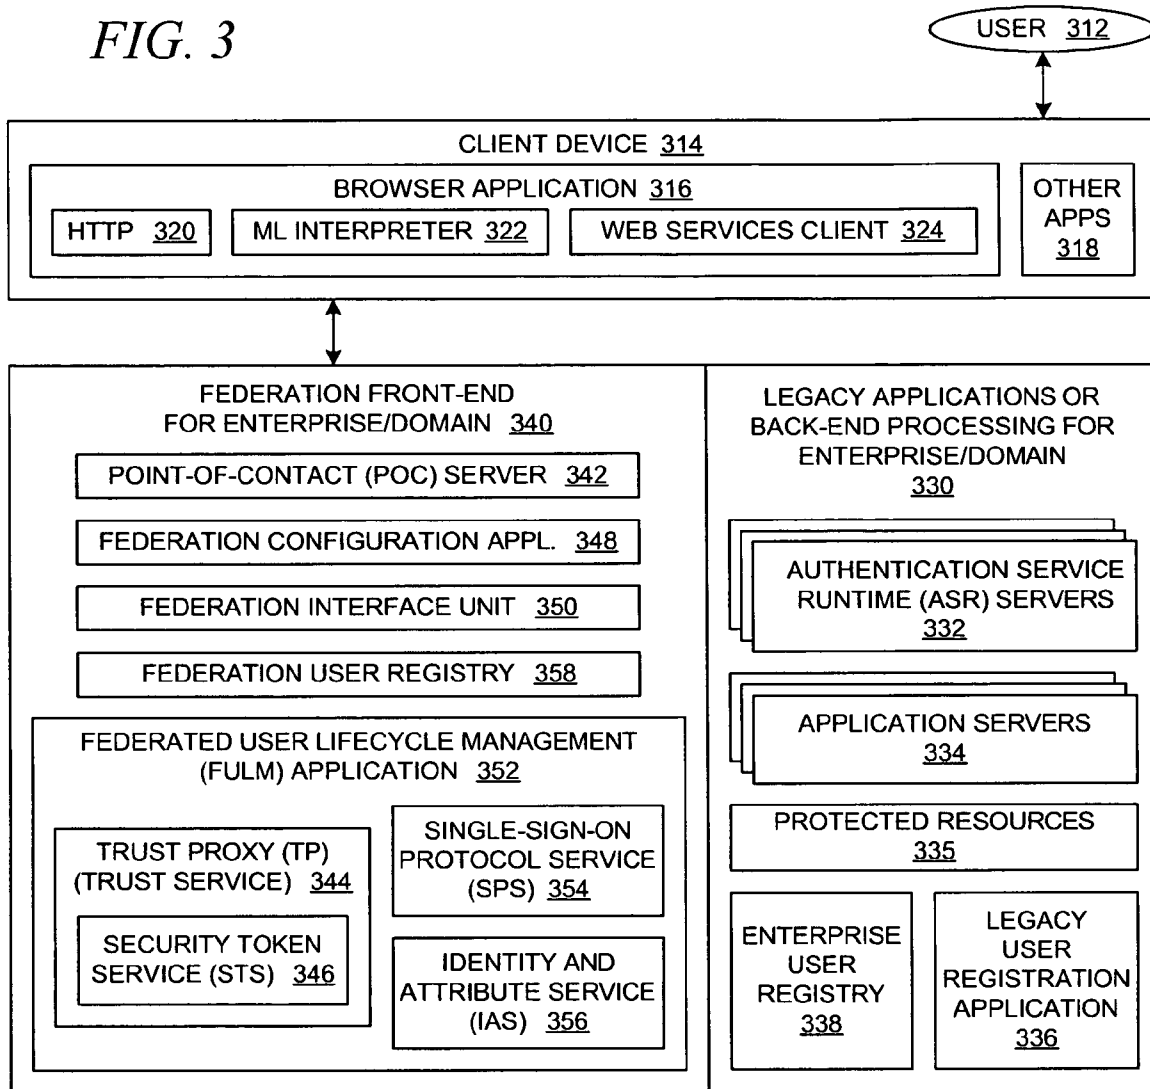 FIG. 3
USER 312
CLIENT DEVICE 314
BROWSER APPLICATION 316
HTTP 320
ML INTERPRETER 322
WEB SERVICES CLIENT 324
OTHER
APPS
318
FEDERATION FRONT-END
FOR ENTERPRISE/DOMAIN 340
POINT-OF-CONTACT (POC) SERVER 342
FEDERATION CONFIGURATION APPL. 348
FEDERATION INTERFACE UNIT 350
FEDERATION USER REGISTRY 358
FEDERATED USER LIFECYCLE MANAGEMENT
(FULM) APPLICATION 352
TRUST PROXY (TP)
(TRUST SERVICE) 344
SECURITY TOKEN
SERVICE (STS) 346
SINGLE-SIGN-ON
PROTOCOL SERVICE
(SPS) 354
IDENTITY AND
ATTRIBUTE SERVICE
(IAS) 356
LEGACY APPLICATIONS OR
BACK-END PROCESSING FOR
ENTERPRISE/DOMAIN
330
AUTHENTICATION SERVICE
RUNTIME (ASR) SERVERS
332
APPLICATION SERVERS
334
PROTECTED RESOURCES
335
ENTERPRISE
USER
REGISTRY
338
LEGACY
USER
REGISTRATION
APPLICATION
336